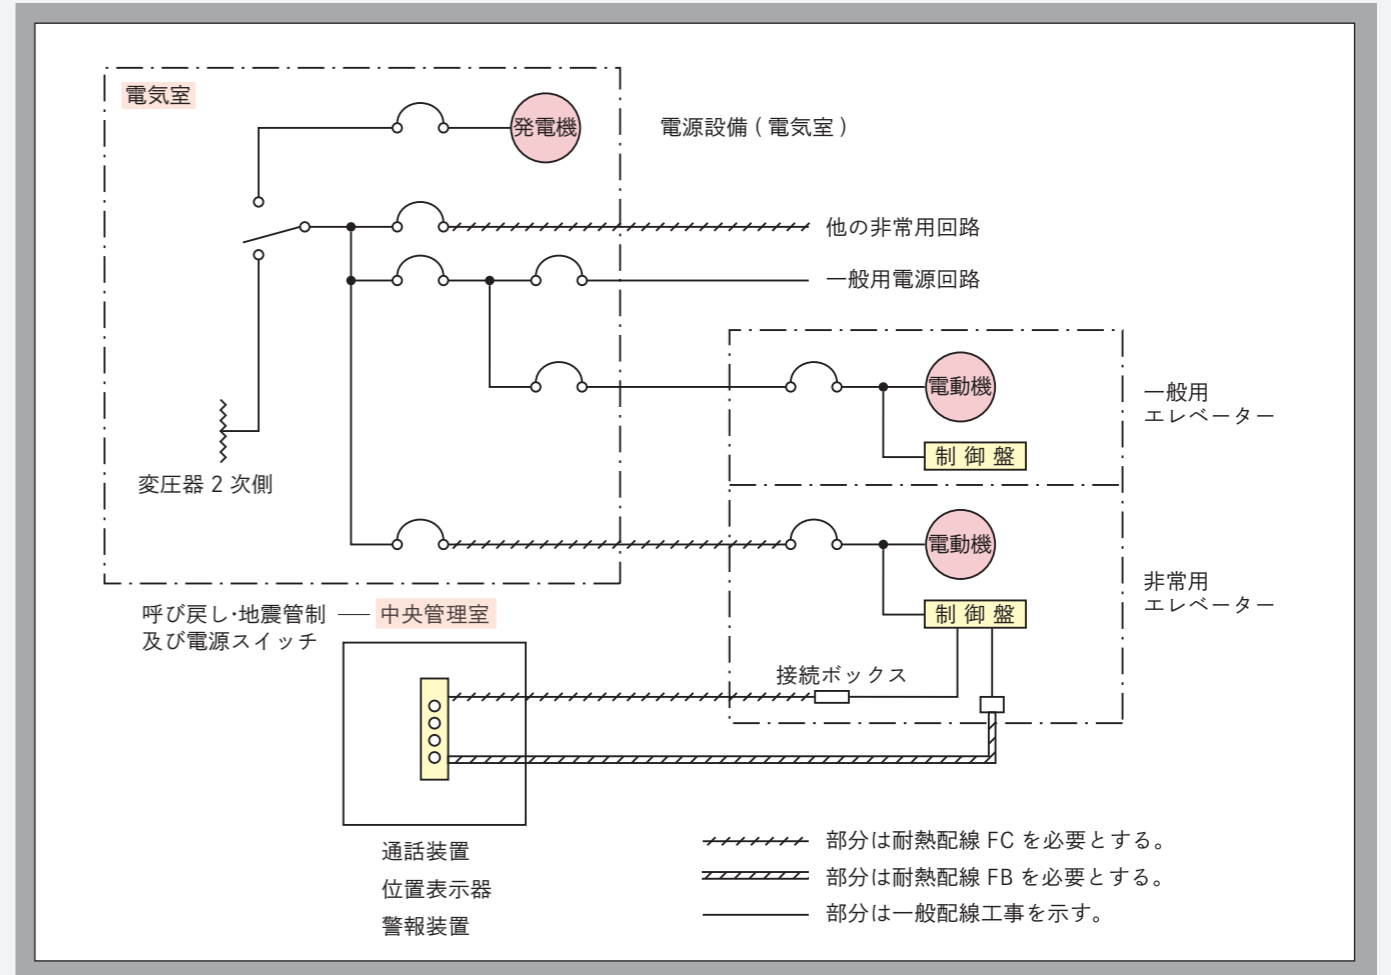 電気室
発電機
電源設備 ( 電気室 )
他の非常用回路
一般用電源回路
電動機
一般用
エレベーター
制 御 盤
変圧器 2 次側
電動機
非常用
エレベーター
制 御 盤
呼び戻し･地震管制
及び電源スイッチ
中央管理室
接続ボックス
通話装置
位置表示器
警報装置
部分は耐熱配線 FC を必要とする。
部分は耐熱配線 FB を必要とする。
部分は一般配線工事を示す。